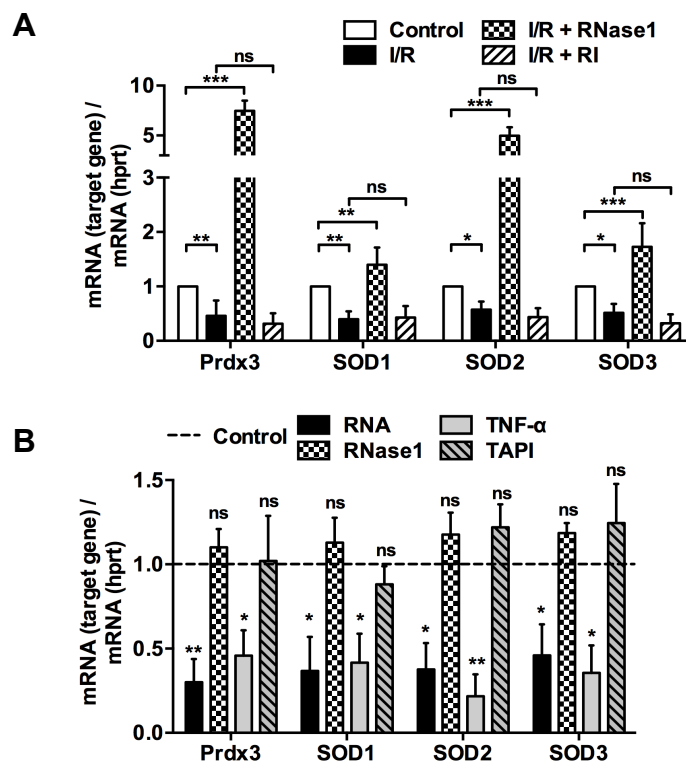 A
Control
I/R + RNase1
I/R
I/R + RI
mRNA (target gene) /
mRNA (hprt)
10
5
3
2
1
0
ns
***
**
ns
**
**
ns
***
*
ns
***
*
Prdx3
SOD1
SOD2
SOD3
B
Control
RNA
TNF-α
RNase1
TAPI
mRNA (target gene) /
mRNA (hprt)
1.5
1.0
0.5
0.0
** ns * ns
* ns * ns
* ns ** ns
* ns * ns
Prdx3
SOD1
SOD2
SOD3